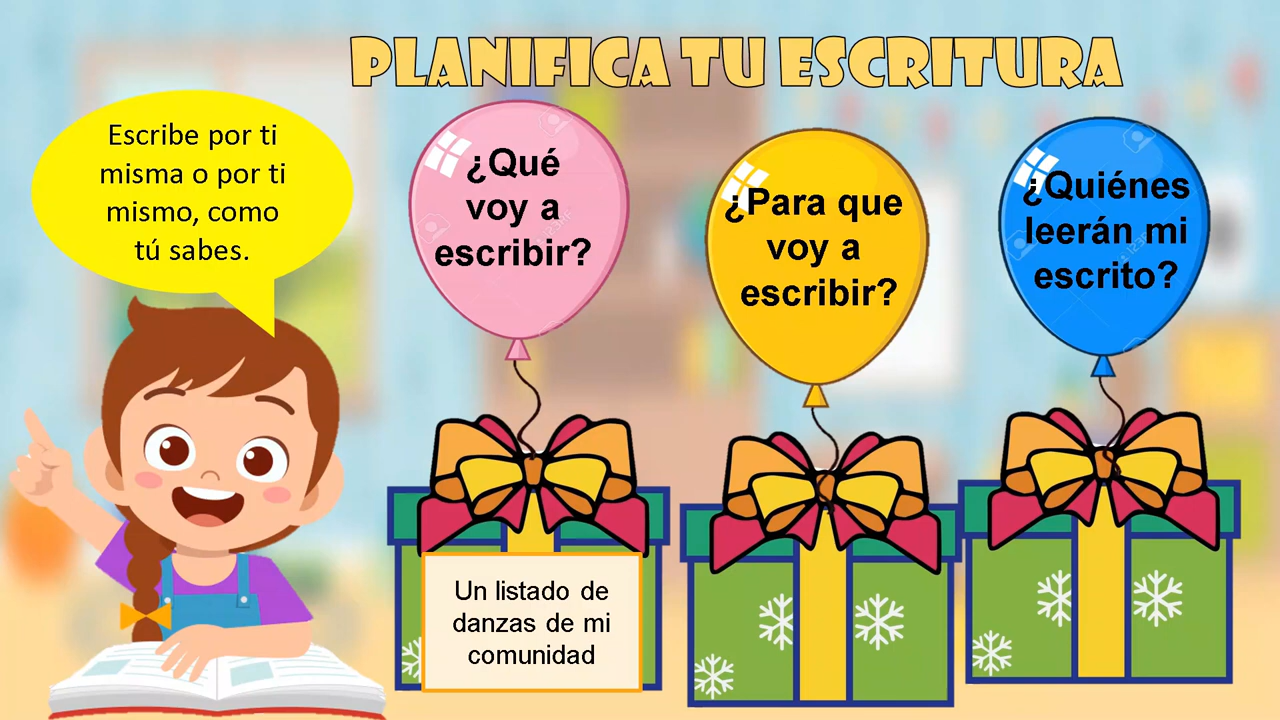 PLANIFICA TU ESCRITURA
Escribe por ti
misma o por ti
mismo, como
tú sabes.
¿Qué
voy a
escribir?
¿Para que
voy a
escribir?
¿Quiénes
leerán mi
escrito?
Un listado de
danzas de mi
comunidad